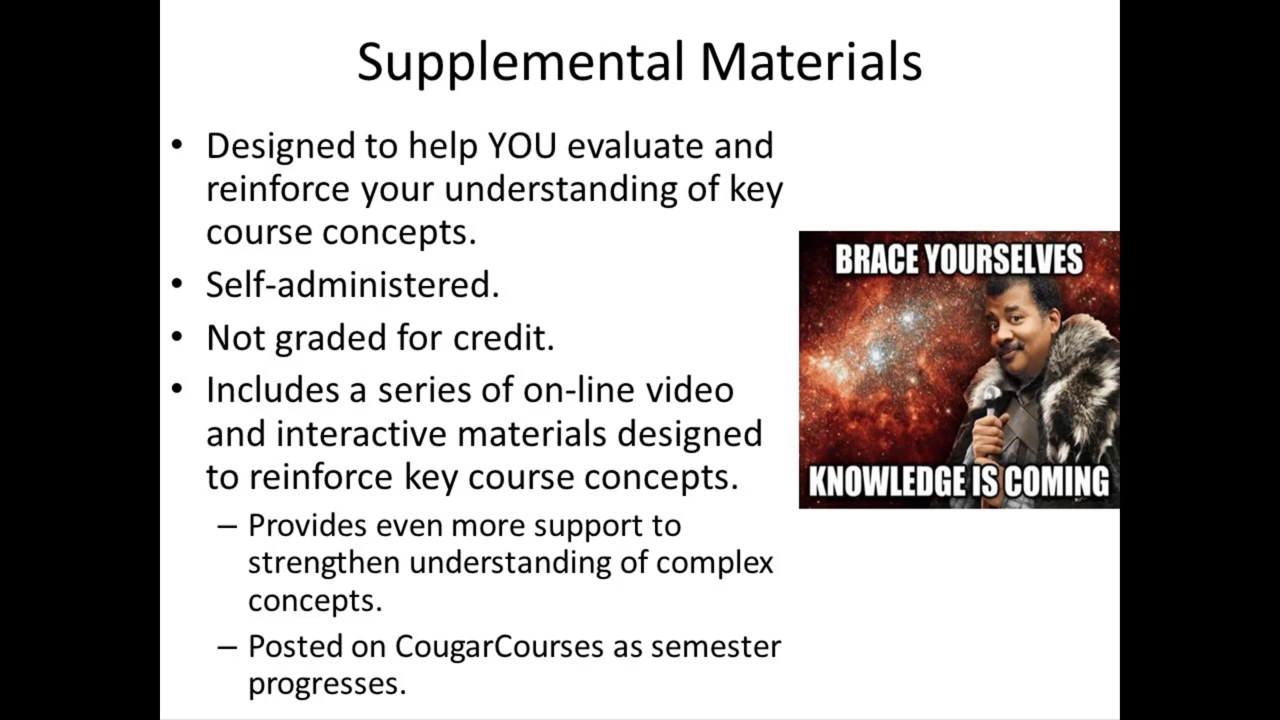 Supplemental Materials
• Designed to help YOU evaluate and
reinforce your understanding of key
course concepts.
• Self-administered.
• Not graded for credit.
• Includes a series of on-line video
and interactive materials designed
to reinforce key course concepts.
– Provides even more support to
strengthen understanding of complex
concepts.
– Posted on CougarCourses as semester
progresses.
BRACE YOURSELVES
KNOWLEDGE IS COMING